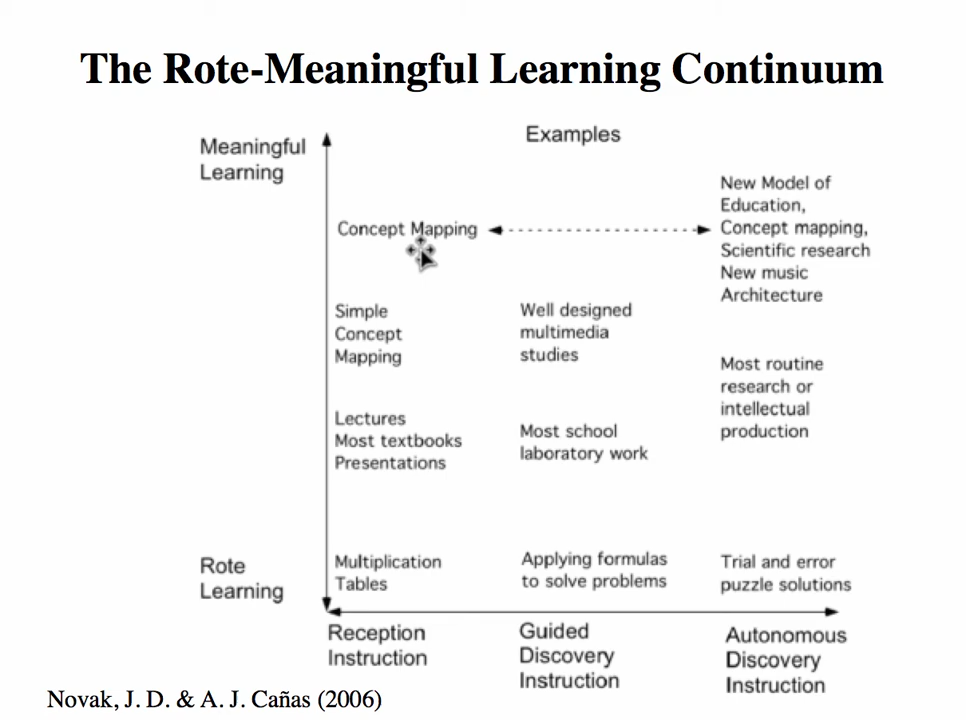 The Rote-Meaningful Learning Continuum
Examples
Meaningful
Learning
New Model of
Education,
Concept mapping,
Scientific research
New music
Architecture
Concept Mapping
Simple
Concept
Mapping
Well designed
multimedia
studies
Most routine
research or
intellectual
production
Lectures
Most textbooks
Presentations
Most school
laboratory work
Rote
Learning
Multiplication
Tables
Applying formulas
to solve problems
Trial and error
puzzle solutions
Reception
Instruction
Guided
Discovery
Instruction
Autonomous
Discovery
Instruction
Novak, J. D. & A. J. Cañas (2006)